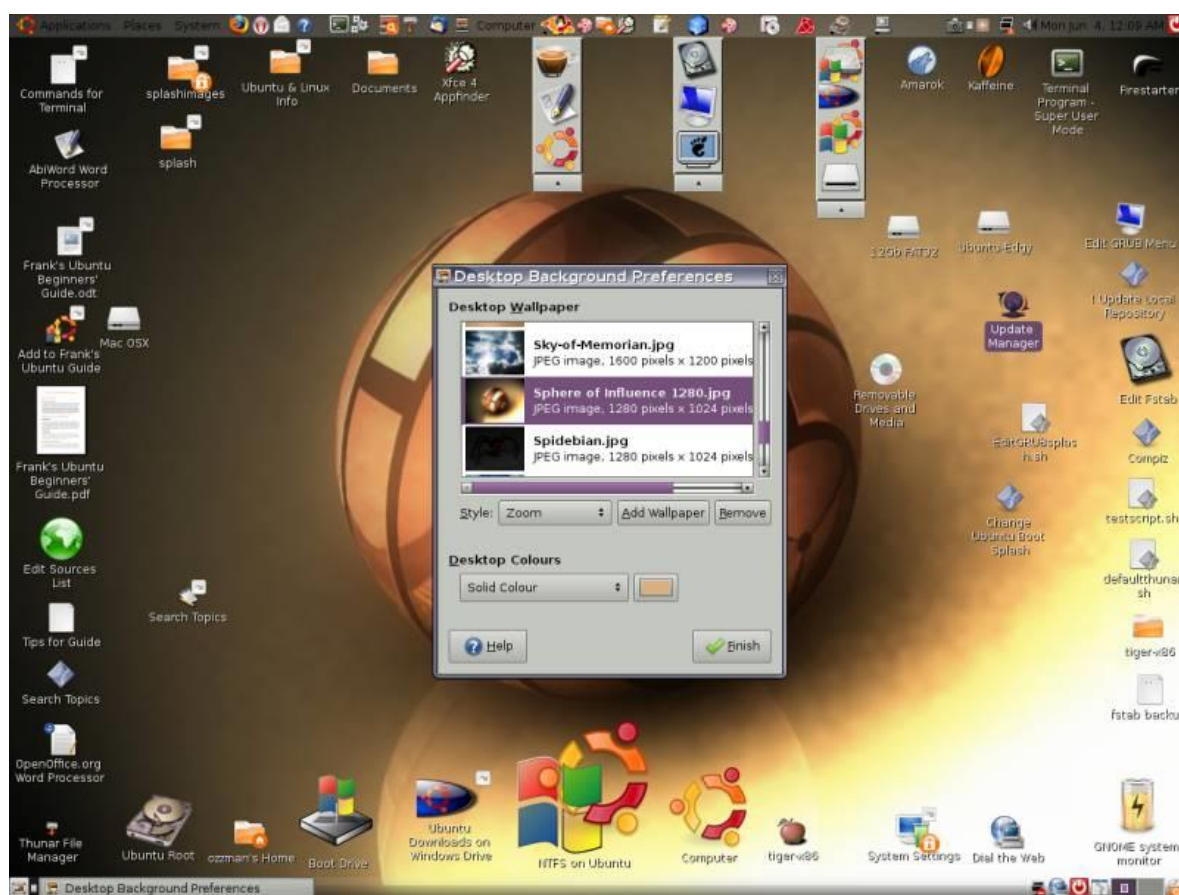 Applications Places System
Computer
Mon Jun 4, 12:09 AM
Commands for
Terminal
splashimages
Ubuntu & Linux
Info
Documents
Xfce 4
Appfinder
Amarok
Kaffeine
Terminal
Program -
Super User
Mode
Firestarter
AbiWord Word
Processor
splash
Frank's Ubuntu
Beginners'
Guide.odt
Mac OSX
Add to Frank's
Ubuntu Guide
Frank's Ubuntu
Beginners'
Guide.pdf
Edit Sources
List
Search Topics
Tips for Guide
Search Topics
OpenOffice.org
Word Processor
Thunar File
Manager
Desktop Background Preferences
Desktop Wallpaper
Sky-of-Memorian.jpg
JPEG image, 1600 pixels x 1200 pixels
Sphere of Influence 1280.jpg
JPEG image, 1280 pixels x 1024 pixels
Spidebian.jpg
JPEG image, 1280 pixels x 1024 pixels
Style: Zoom Add Wallpaper Remove
Desktop Colours
Solid Colour
Help Finish
Ubuntu-Edgy
Edit GRUB Menu
Update
Manager
! Update Local
Repository
Removable
Drives and
Media
Edit Fstab
EditGRUBsplas
h.sh
Compiz
Change
Ubuntu Boot
Splash
testscript.sh
defaultthuna
sh
tiger-x86
fstab backu
Ubuntu Root
ozzman's Home
Boot Drive
Ubuntu
Downloads on
Windows Drive
NTFS on Ubuntu
Computer
tiger-x86
System Settings
Dial the Web
GNOME system
monitor
Desktop Background Preferences